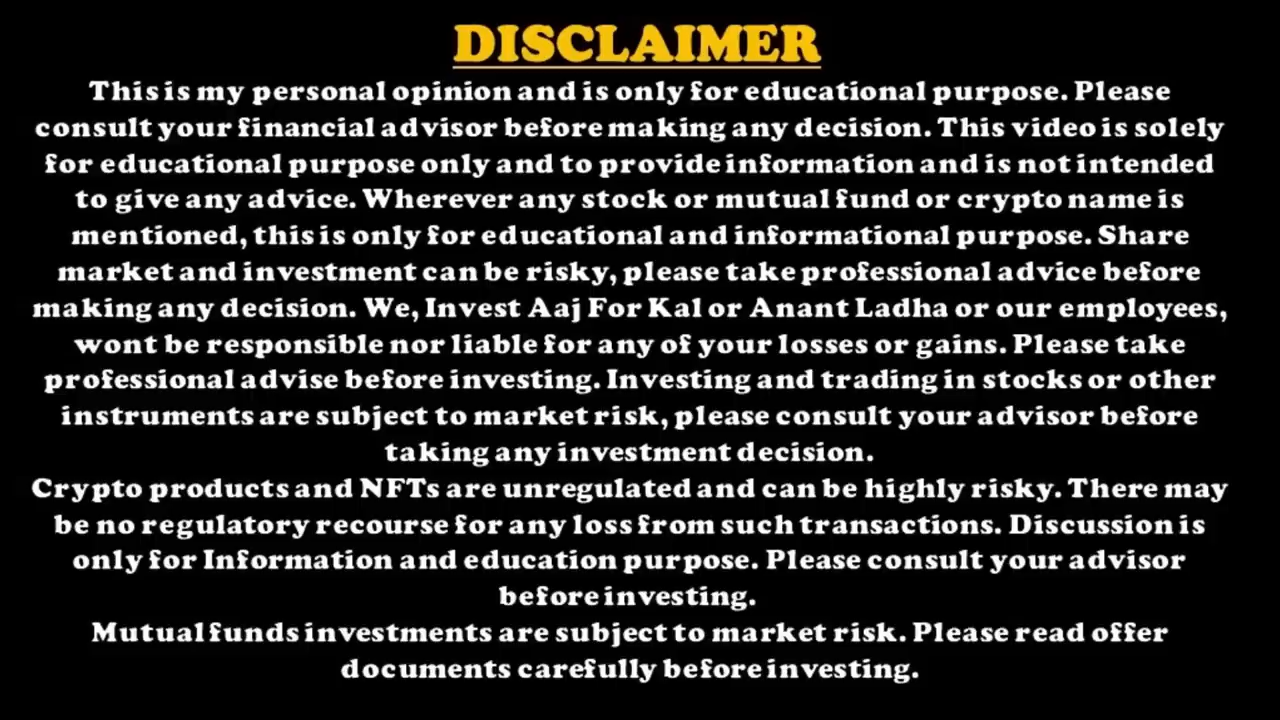 DISCLAIMER
This is my personal opinion and is only for educational purpose. Please
consult your financial advisor before making any decision. This video is solely
for educational purpose only and to provide information and is not intended
to give any advice. Wherever any stock or mutual fund or crypto name is
mentioned, this is only for educational and informational purpose. Share
market and investment can be risky, please take professional advice before
making any decision. We, Invest Aaj For Kal or Anant Ladha or our employees,
wont be responsible nor liable for any of your losses or gains. Please take
professional advise before investing. Investing and trading in stocks or other
instruments are subject to market risk, please consult your advisor before
taking any investment decision.
Crypto products and NFTs are unregulated and can be highly risky. There may
be no regulatory recourse for any loss from such transactions. Discussion is
only for Information and education purpose. Please consult your advisor
before investing.
Mutual funds investments are subject to market risk. Please read offer
documents carefully before investing.